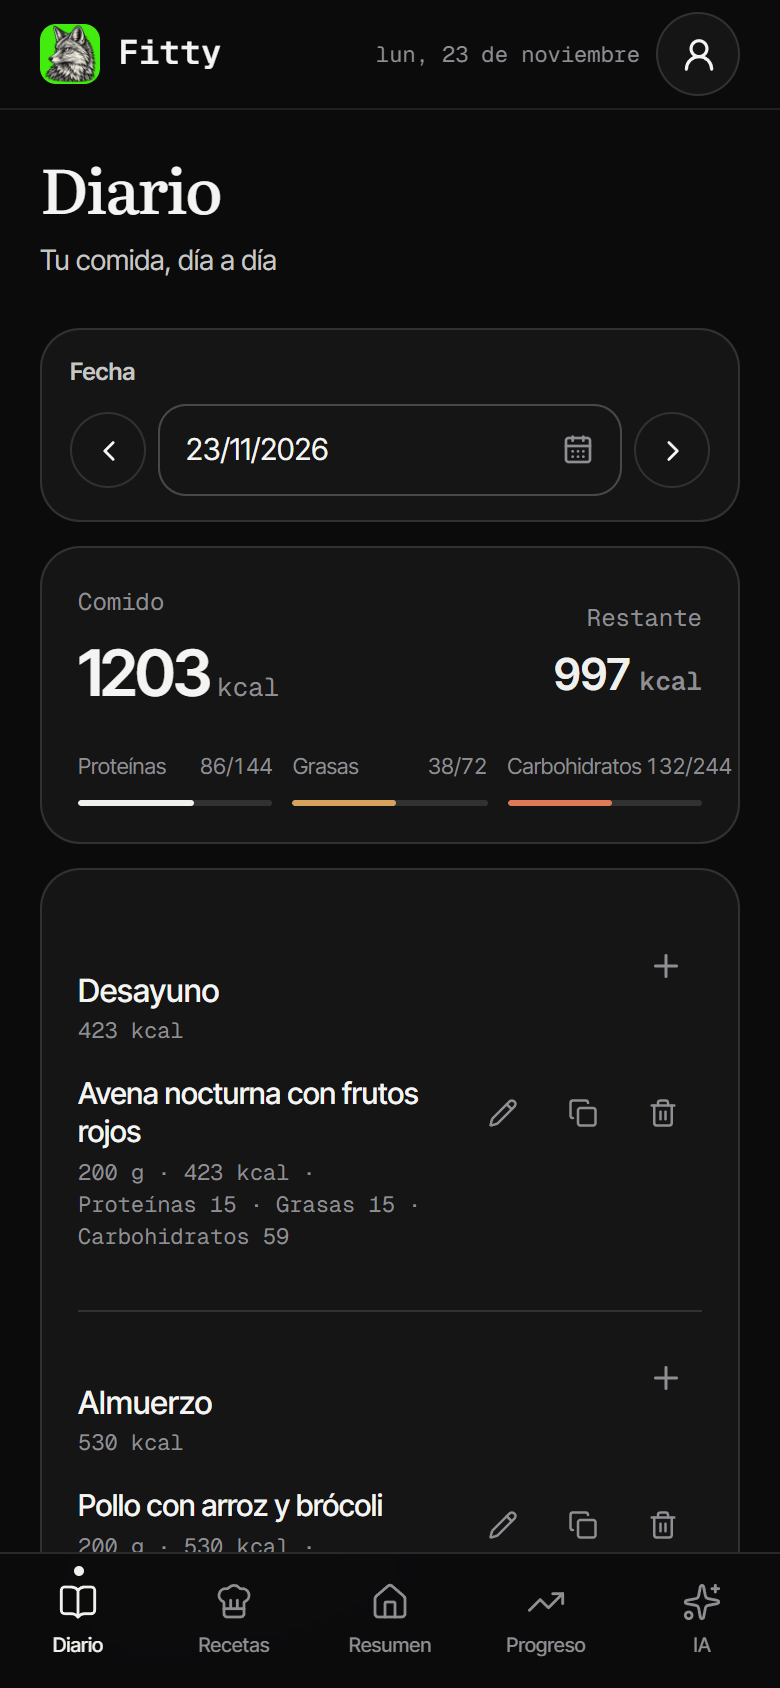 Fitty
lun, 23 de noviembre
Diario
Tu comida, día a día
Fecha
23/11/2026
Comido
Restante
1203 kcal
997 kcal
Proteínas 86/144
Grasas 38/72
Carbohidratos 132/244
Desayuno
423 kcal
Avena nocturna con frutos
rojos
200 g · 423 kcal ·
Proteínas 15 · Grasas 15 ·
Carbohidratos 59
Almuerzo
530 kcal
Pollo con arroz y brócoli
200 g · 530 kcal ·
Diario
Recetas
Resumen
Progreso
IA